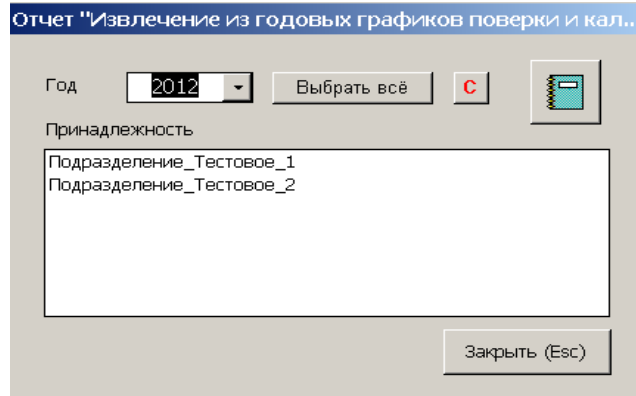 Отчет "Извлечение из годовых графиков поверки и кал..
Год 2012 Выбрать всё С
Принадлежность
Подразделение_Тестовое_1
Подразделение_Тестовое_2
Закрыть (Esc)